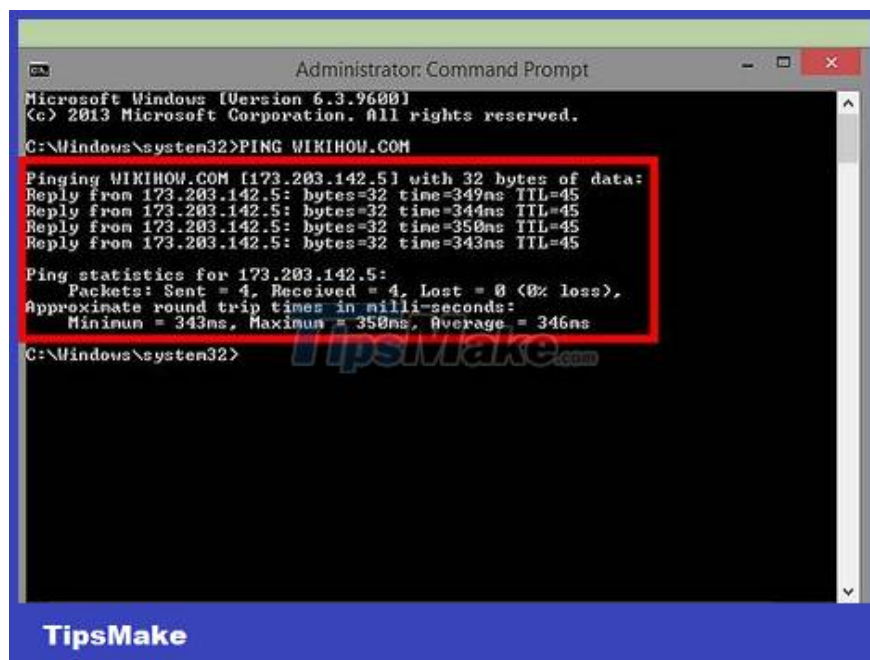 Administrator: Command Prompt
Microsoft Windows [Version 6.3.9600]
(c) 2013 Microsoft Corporation. All rights reserved.
C:\Windows\system32>PING WIKIHOW.COM
Pinging WIKIHOW.COM [173.203.142.5] with 32 bytes of data:
Reply from 173.203.142.5: bytes=32 time=349ms TTL=45
Reply from 173.203.142.5: bytes=32 time=344ms TTL=45
Reply from 173.203.142.5: bytes=32 time=350ms TTL=45
Reply from 173.203.142.5: bytes=32 time=343ms TTL=45
Ping statistics for 173.203.142.5:
Packets: Sent = 4, Received = 4, Lost = 0 (0% loss),
Approximate round trip times in milli-seconds:
Minimum = 343ms, Maximum = 350ms, Average = 346ms
C:\Windows\system32>
TipsMake.com
TipsMake